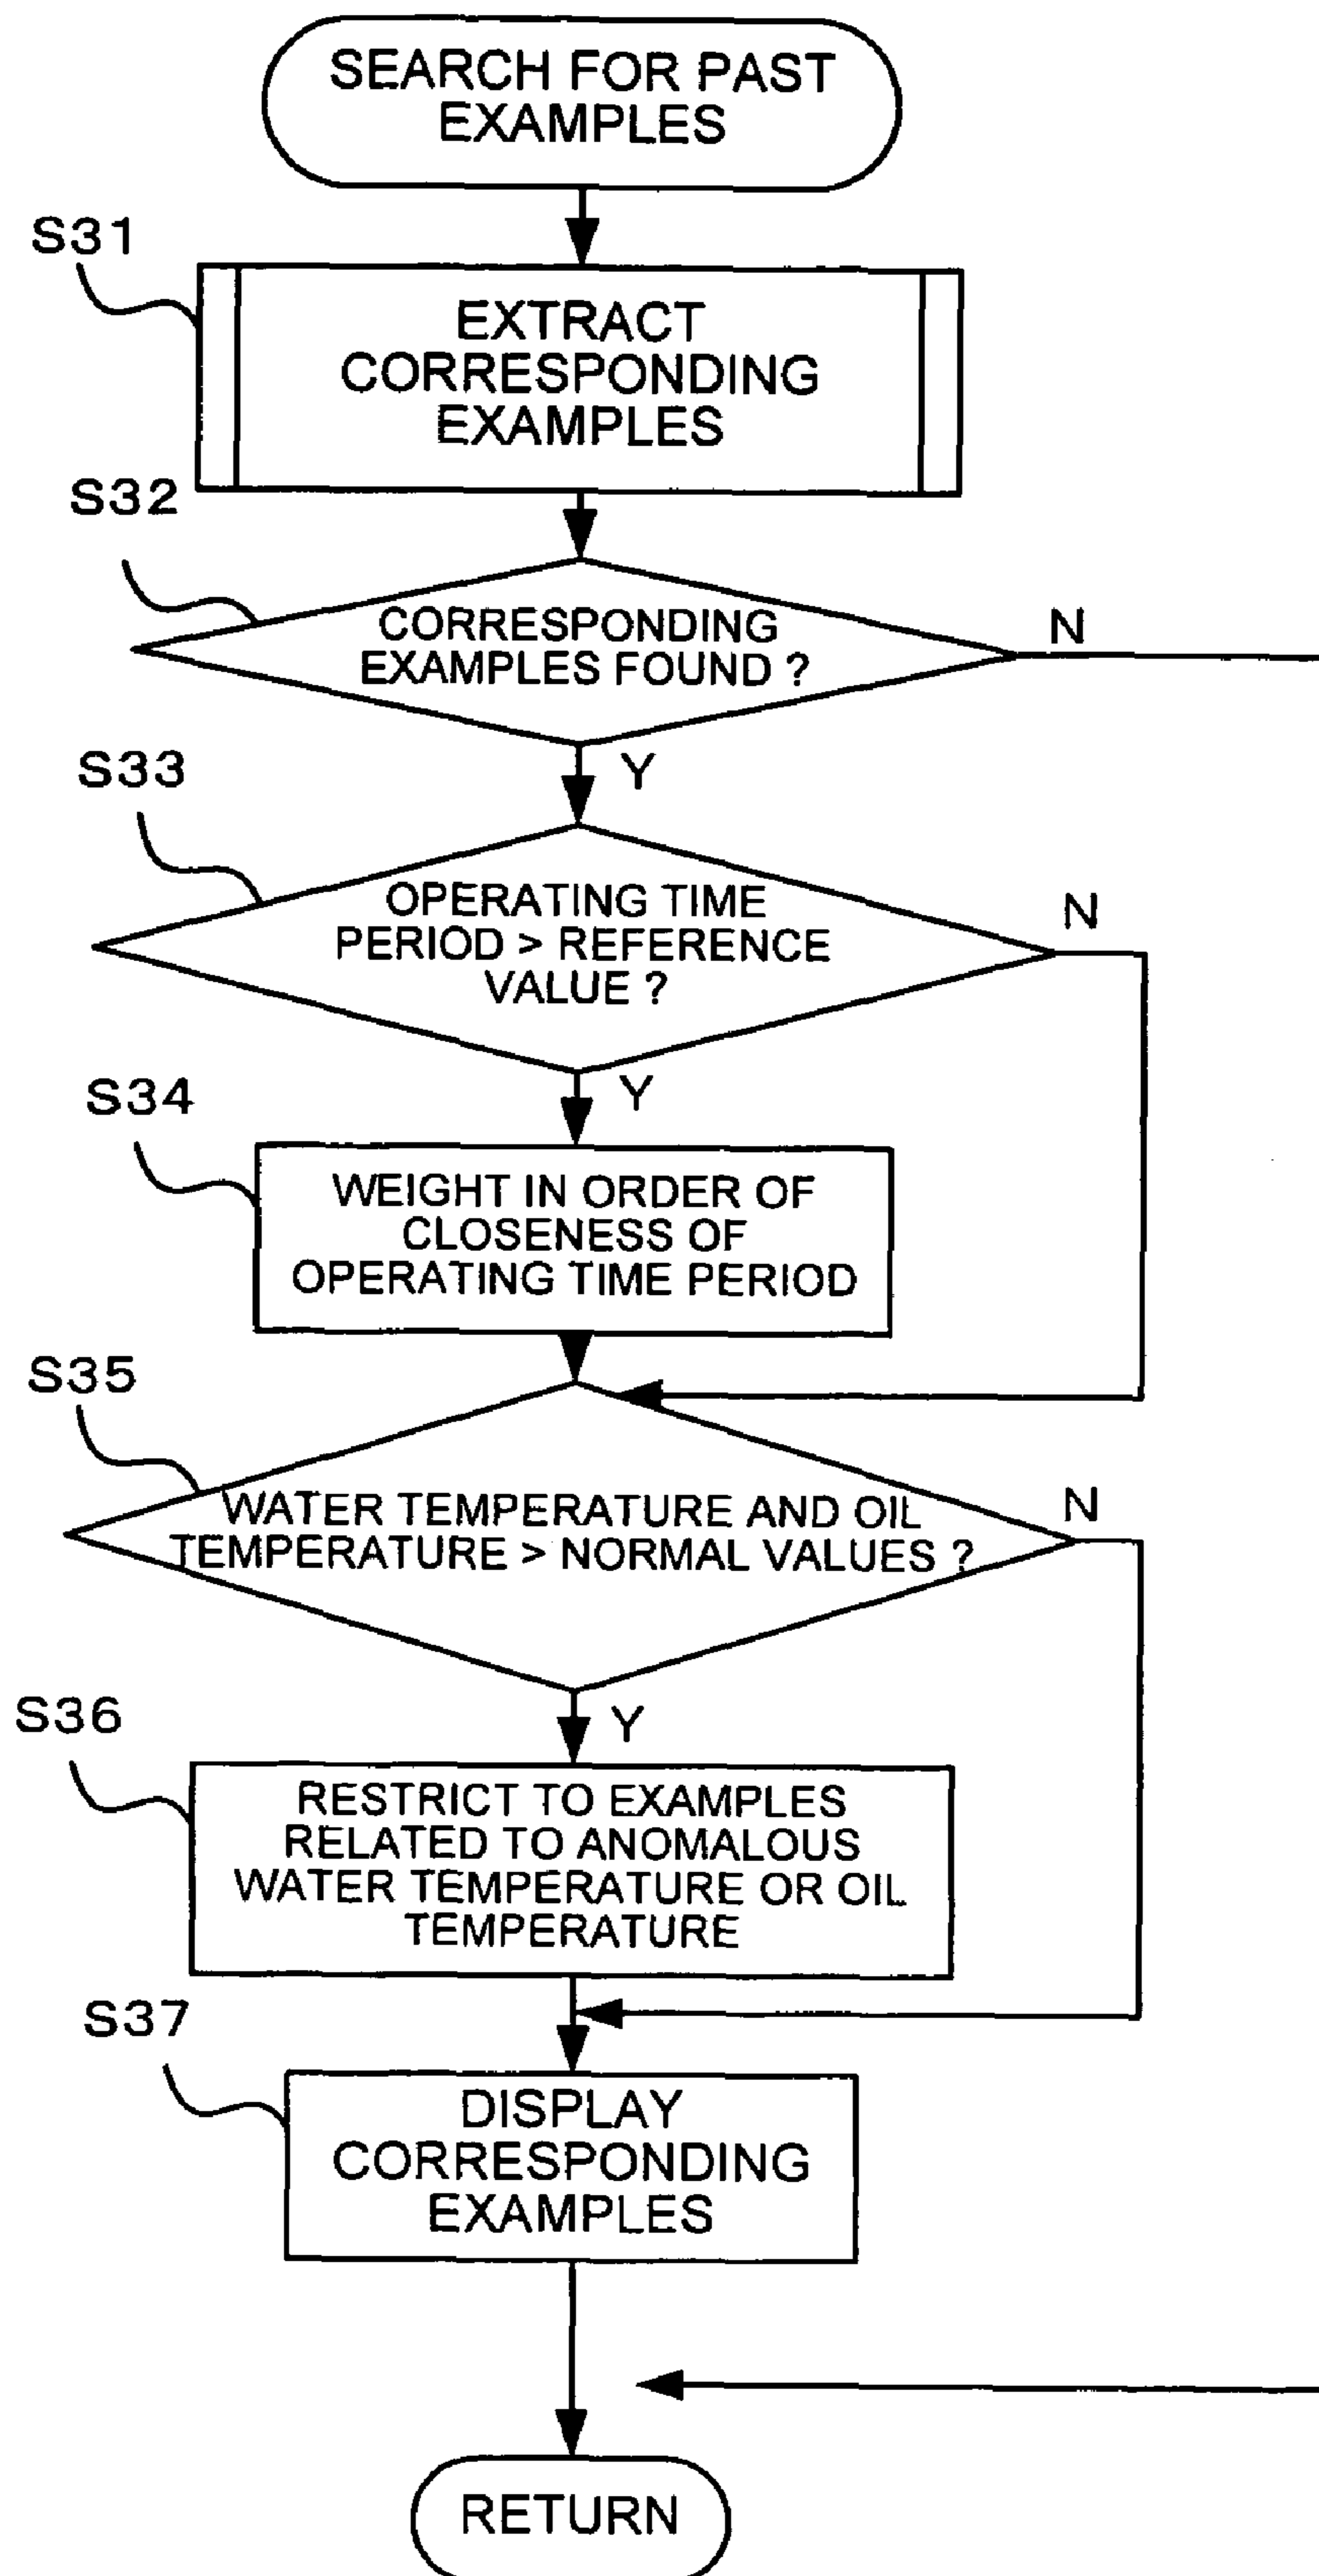 SEARCH FOR PAST
EXAMPLES
S31
EXTRACT
CORRESPONDING
EXAMPLES
S32
CORRESPONDING
EXAMPLES FOUND ?
N
Y
S33
OPERATING TIME
PERIOD > REFERENCE
VALUE ?
N
Y
S34
WEIGHT IN ORDER OF
CLOSENESS OF
OPERATING TIME PERIOD
S35
WATER TEMPERATURE AND OIL
TEMPERATURE > NORMAL VALUES ?
N
Y
S36
RESTRICT TO EXAMPLES
RELATED TO ANOMALOUS
WATER TEMPERATURE OR OIL
TEMPERATURE
S37
DISPLAY
CORRESPONDING
EXAMPLES
RETURN